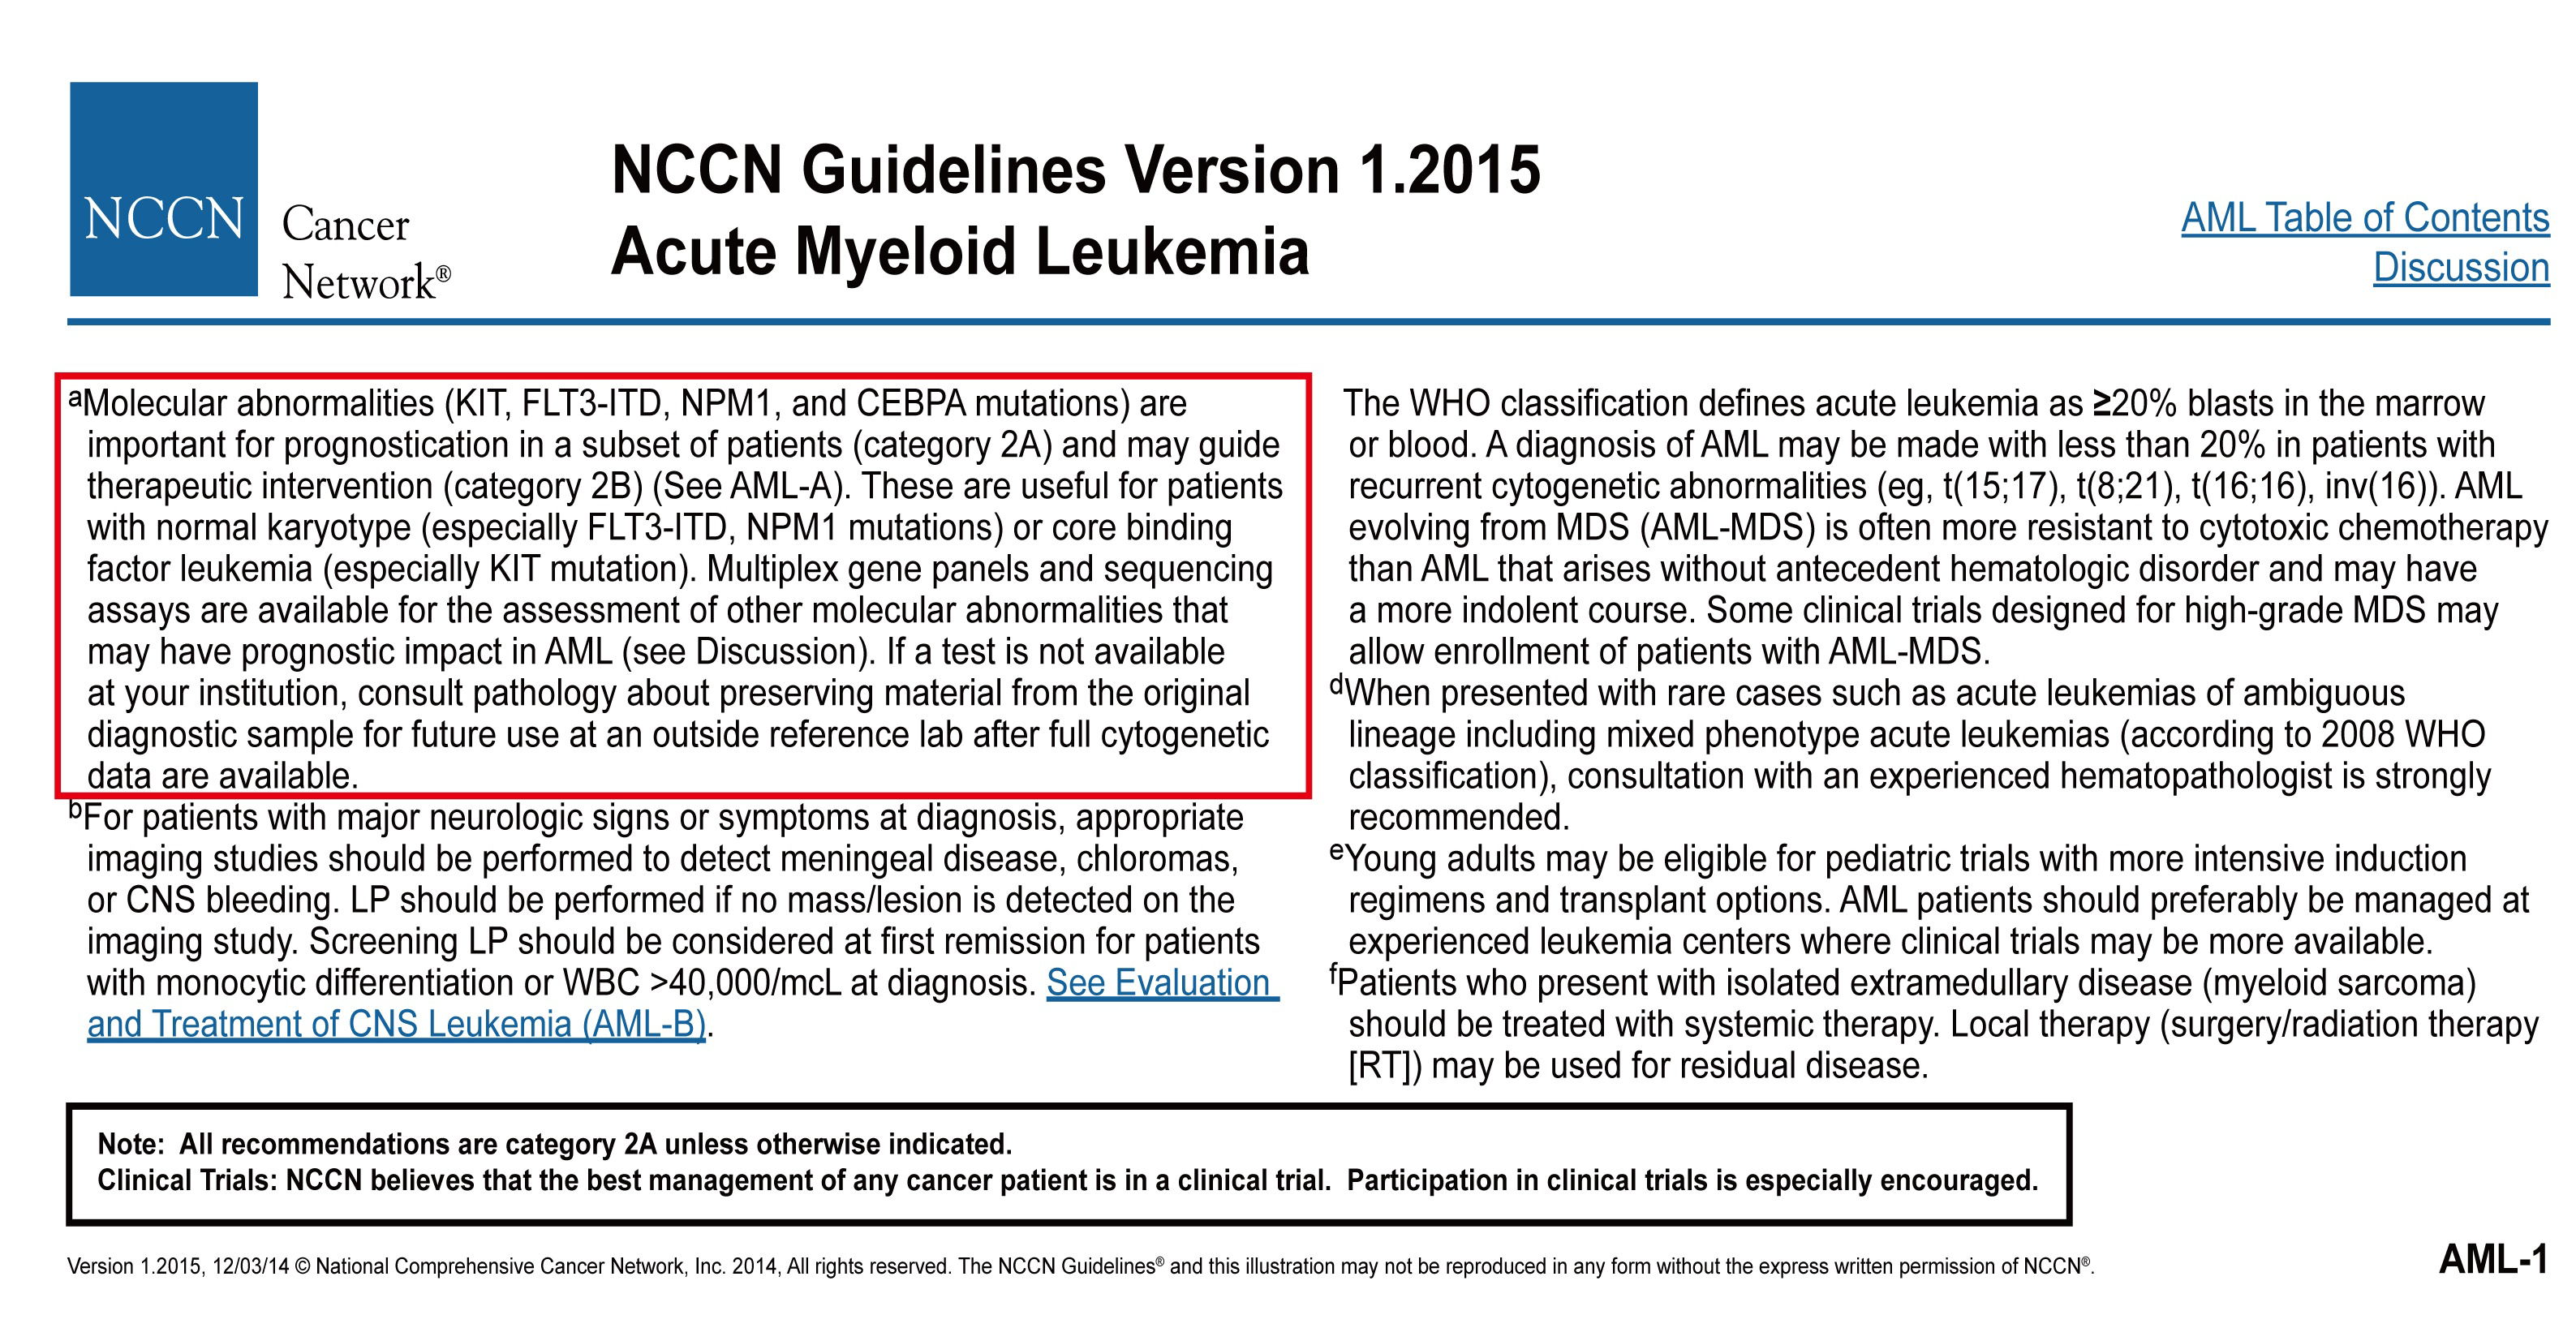 NCCN
Cancer
Network®
NCCN Guidelines Version 1.2015
Acute Myeloid Leukemia
AML Table of Contents
Discussion
aMolecular abnormalities (KIT, FLT3-ITD, NPM1, and CEBPA mutations) are
important for prognostication in a subset of patients (category 2A) and may guide
therapeutic intervention (category 2B) (See AML-A). These are useful for patients
with normal karyotype (especially FLT3-ITD, NPM1 mutations) or core binding
factor leukemia (especially KIT mutation). Multiplex gene panels and sequencing
assays are available for the assessment of other molecular abnormalities that
may have prognostic impact in AML (see Discussion). If a test is not available
at your institution, consult pathology about preserving material from the original
diagnostic sample for future use at an outside reference lab after full cytogenetic
data are available.
bFor patients with major neurologic signs or symptoms at diagnosis, appropriate
imaging studies should be performed to detect meningeal disease, chloromas,
or CNS bleeding. LP should be performed if no mass/lesion is detected on the
imaging study. Screening LP should be considered at first remission for patients
with monocytic differentiation or WBC >40,000/mcL at diagnosis. See Evaluation
and Treatment of CNS Leukemia (AML-B).
The WHO classification defines acute leukemia as ≥20% blasts in the marrow
or blood. A diagnosis of AML may be made with less than 20% in patients with
recurrent cytogenetic abnormalities (eg, t(15;17), t(8;21), t(16;16), inv(16)). AML
evolving from MDS (AML-MDS) is often more resistant to cytotoxic chemotherapy
than AML that arises without antecedent hematologic disorder and may have
a more indolent course. Some clinical trials designed for high-grade MDS may
allow enrollment of patients with AML-MDS.
dWhen presented with rare cases such as acute leukemias of ambiguous
lineage including mixed phenotype acute leukemias (according to 2008 WHO
classification), consultation with an experienced hematopathologist is strongly
recommended.
eYoung adults may be eligible for pediatric trials with more intensive induction
regimens and transplant options. AML patients should preferably be managed at
experienced leukemia centers where clinical trials may be more available.
fPatients who present with isolated extramedullary disease (myeloid sarcoma)
should be treated with systemic therapy. Local therapy (surgery/radiation therapy
[RT]) may be used for residual disease.
Note: All recommendations are category 2A unless otherwise indicated.
Clinical Trials: NCCN believes that the best management of any cancer patient is in a clinical trial. Participation in clinical trials is especially encouraged.
Version 1.2015, 12/03/14 © National Comprehensive Cancer Network, Inc. 2014, All rights reserved. The NCCN Guidelines® and this illustration may not be reproduced in any form without the express written permission of NCCN®.
AML-1